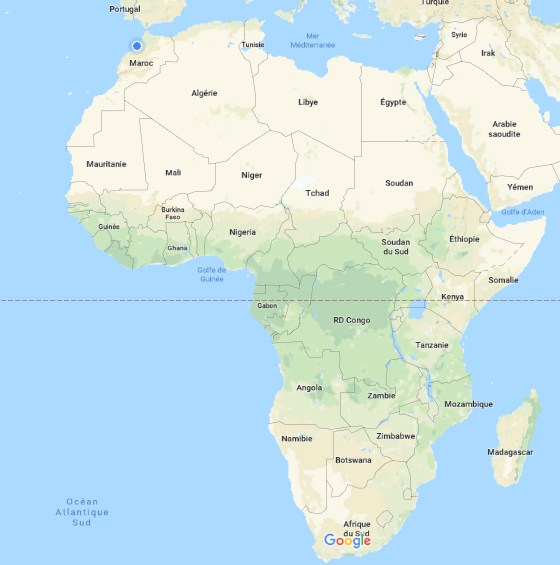 Portugal
Turquie
Mer
Méditerranée
Tunisie
Syrie
Irak
Maroc
Algérie
Libye
Égypte
Arabie
saoudite
Mauritanie
Mali
Niger
Tchad
Soudan
Yémen
Burkina
Faso
Golfe d'Aden
Guinée
Ghana
Nigeria
Soudan
du Sud
Éthiopie
Golfe de
Guinée
Somalie
Gabon
Kenya
RD Congo
Tanzanie
Angola
Zambie
Mozambique
Namibie
Zimbabwe
Botswana
Madagascar
Océan
Atlantique
Sud
Afrique
du Sud
Google